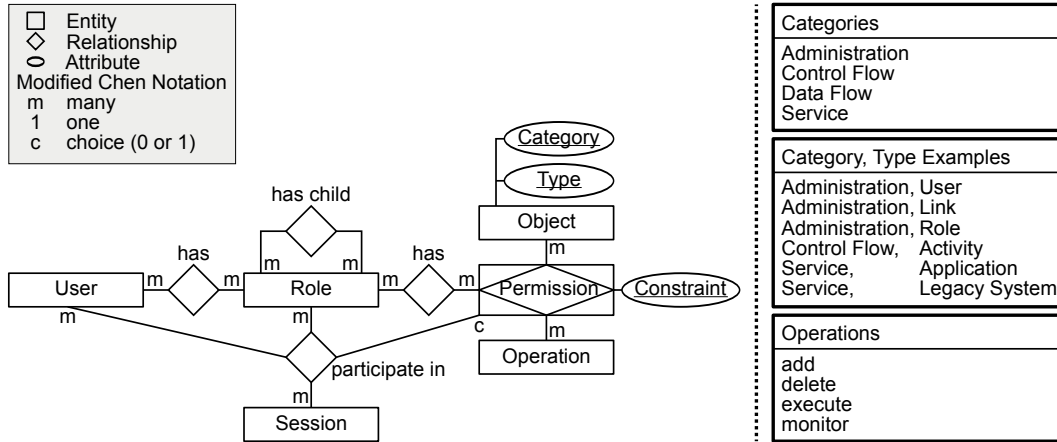 Entity
Relationship
Attribute
Modified Chen Notation
m many
1 one
c choice (0 or 1)
Category
Type
has child
Object
m m m
has has
User m m Role m m Permission Constraint
m m c m
Operation
participate in
m
Session
Categories
Administration
Control Flow
Data Flow
Service
Category, Type Examples
Administration, User
Administration, Link
Administration, Role
Control Flow, Activity
Service, Application
Service, Legacy System
Operations
add
delete
execute
monitor